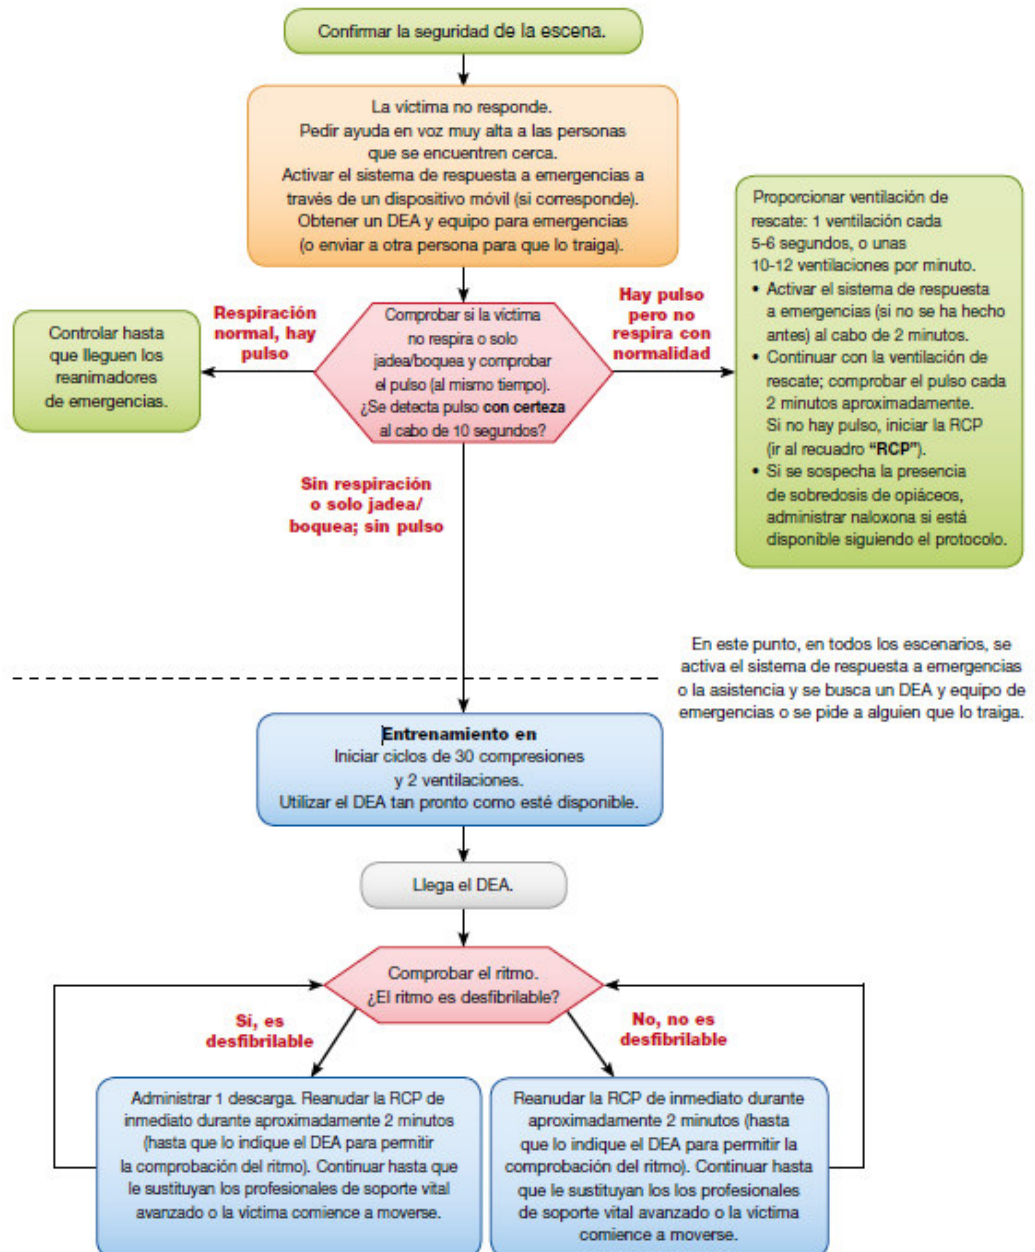 Confirmar la seguridad de la escena.
La víctima no responde.
Pedir ayuda en voz muy alta a las personas
que se encuentren cerca.
Activar el sistema de respuesta a emergencias a
través de un dispositivo móvil (si corresponde).
Obtener un DEA y equipo para emergencias
(o enviar a otra persona para que lo traiga).
Respiración
normal, hay
pulso
Controlar hasta
que lleguen los
reanimadores
de emergencias.
Comprobar si la víctima
no respira o solo
jadea/boquea y comprobar
el pulso (al mismo tiempo).
¿Se detecta pulso con certeza
al cabo de 10 segundos?
Hay pulso
pero no
respira con
normalidad
Proporcionar ventilación de
rescate: 1 ventilación cada
5-6 segundos, o unas
10-12 ventilaciones por minuto.
• Activar el sistema de respuesta
a emergencias (si no se ha hecho
antes) al cabo de 2 minutos.
• Continuar con la ventilación de
rescate; comprobar el pulso cada
2 minutos aproximadamente.
Si no hay pulso, iniciar la RCP
(ir al recuadro “RCP”).
• Si se sospecha la presencia
de sobredosis de opiáceos,
administrar naloxona si está
disponible siguiendo el protocolo.
Sin respiración
o solo jadea/
boquea; sin pulso
En este punto, en todos los escenarios, se
activa el sistema de respuesta a emergencias
o la asistencia y se busca un DEA y equipo de
emergencias o se pide a alguien que lo traiga.
Entrenamiento en
Iniciar ciclos de 30 compresiones
y 2 ventilaciones.
Utilizar el DEA tan pronto como esté disponible.
Llega el DEA.
Comprobar el ritmo.
¿El ritmo es desfibrilable?
Sí, es
desfibrilable
No, no es
desfibrilable
Administrar 1 descarga. Reanudar la RCP de
inmediato durante aproximadamente 2 minutos
(hasta que lo indique el DEA para permitir
la comprobación del ritmo). Continuar hasta que
le sustituyan los profesionales de soporte vital
avanzado o la víctima comience a moverse.
Reanudar la RCP de inmediato durante
aproximadamente 2 minutos (hasta
que lo indique el DEA para permitir la
comprobación del ritmo). Continuar hasta
que le sustituyan los los profesionales
de soporte vital avanzado o la víctima
comience a moverse.